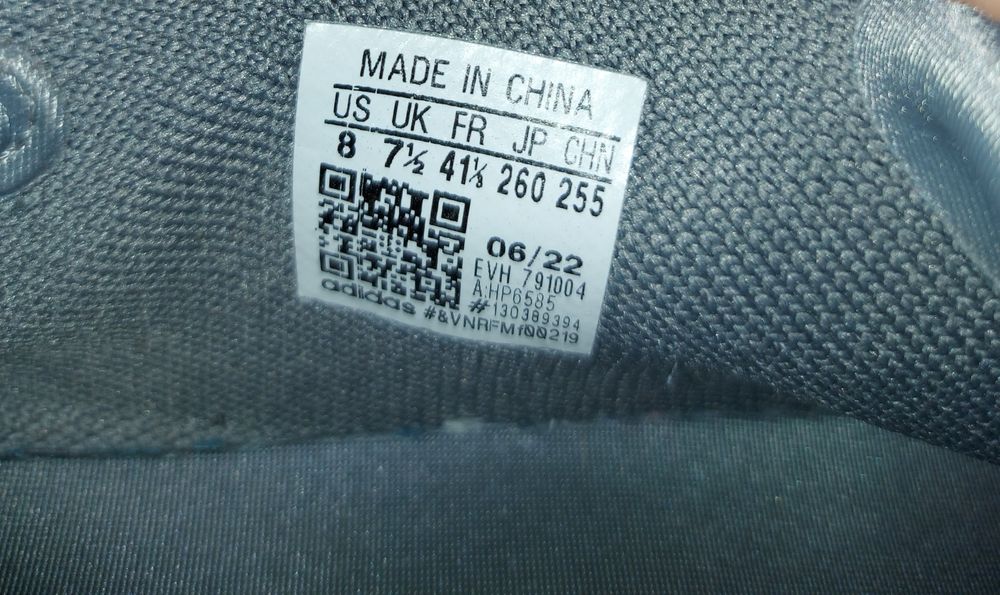 MADE IN CHINA
US UK FR JP CHN
8 7½ 41⅓ 260 255
06/22
EVH 791004
A:HP6585
#130389394
adidas #&VNRFMf00219